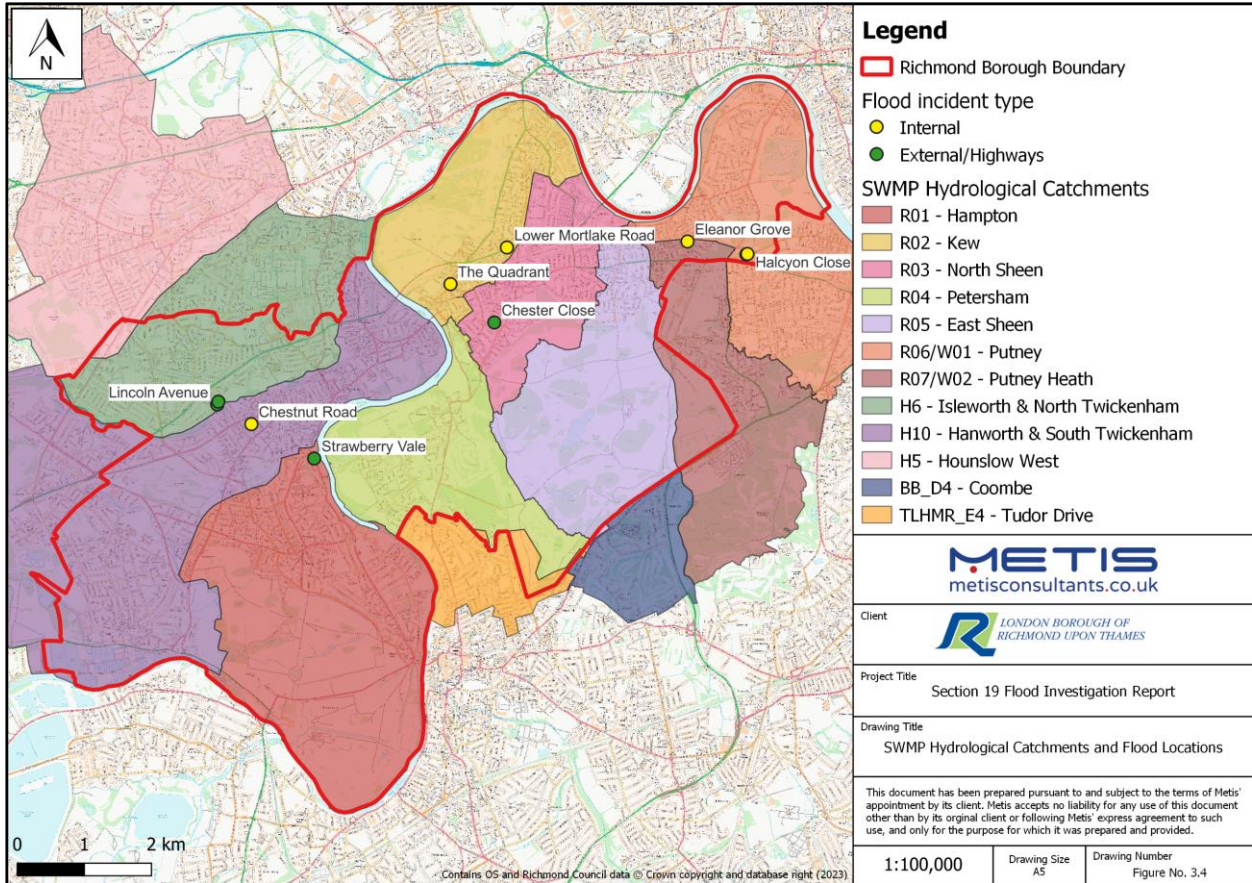 N
Lower Mortlake Road
Eleanor Grove
Halcyon Close
The Quadrant
Chester Close
Lincoln Avenue
Chestnut Road
Strawberry Vale
0 1 2 km
Contains OS and Richmond Council data © Crown copyright and database right (2023)
Legend
Richmond Borough Boundary
Flood incident type
Internal
External/Highways
SWMP Hydrological Catchments
R01 - Hampton
R02 - Kew
R03 - North Sheen
R04 - Petersham
R05 - East Sheen
R06/W01 - Putney
R07/W02 - Putney Heath
H6 - Isleworth & North Twickenham
H10 - Hanworth & South Twickenham
H5 - Hounslow West
BB_D4 - Coombe
TLHMR_E4 - Tudor Drive
METIS
metisconsultants.co.uk
Client
LONDON BOROUGH OF
RICHMOND UPON THAMES
Project Title
Section 19 Flood Investigation Report
Drawing Title
SWMP Hydrological Catchments and Flood Locations
This document has been prepared pursuant to and subject to the terms of Metis'
appointment by its client. Metis accepts no liability for any use of this document
other than by its orginal client or following Metis' express agreement to such
use, and only for the purpose for which it was prepared and provided.
1:100,000
Drawing Size
A5
Drawing Number
Figure No. 3.4